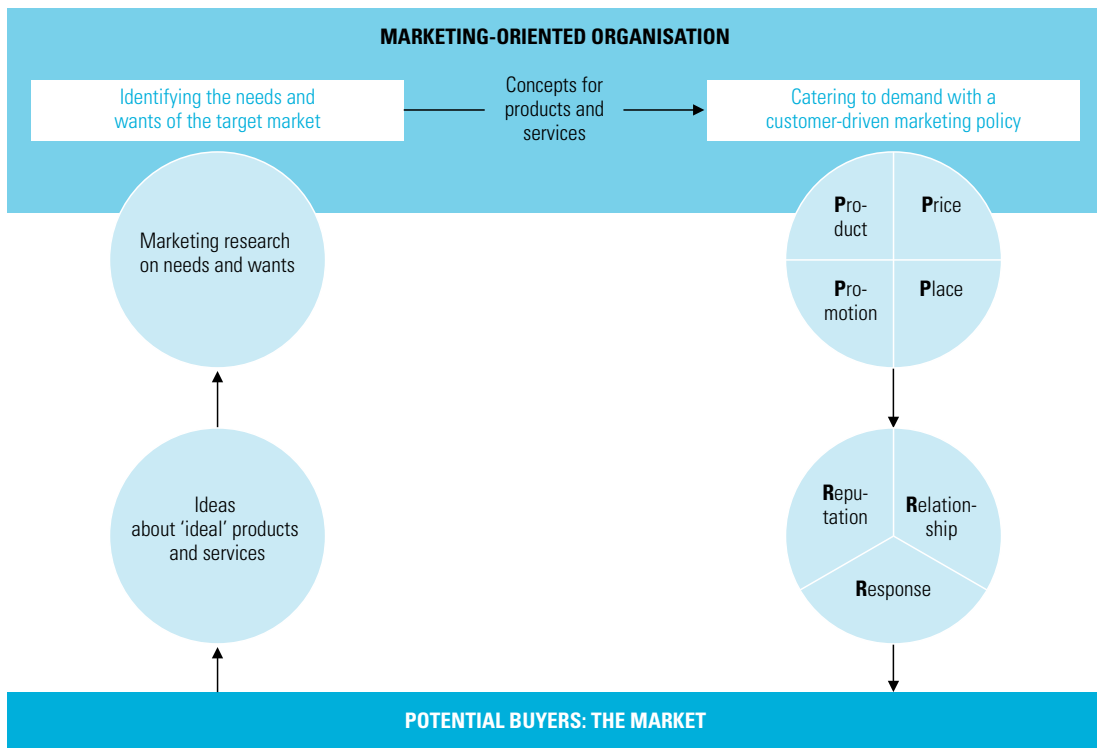 MARKETING-ORIENTED ORGANISATION
Identifying the needs and
wants of the target market
Concepts for
products and
services
Catering to demand with a
customer-driven marketing policy
Marketing research
on needs and wants
Pro-
duct
Price
Pro-
motion
Place
Ideas
about ‘ideal’ products
and services
Repu-
tation
Relation-
ship
Response
POTENTIAL BUYERS: THE MARKET